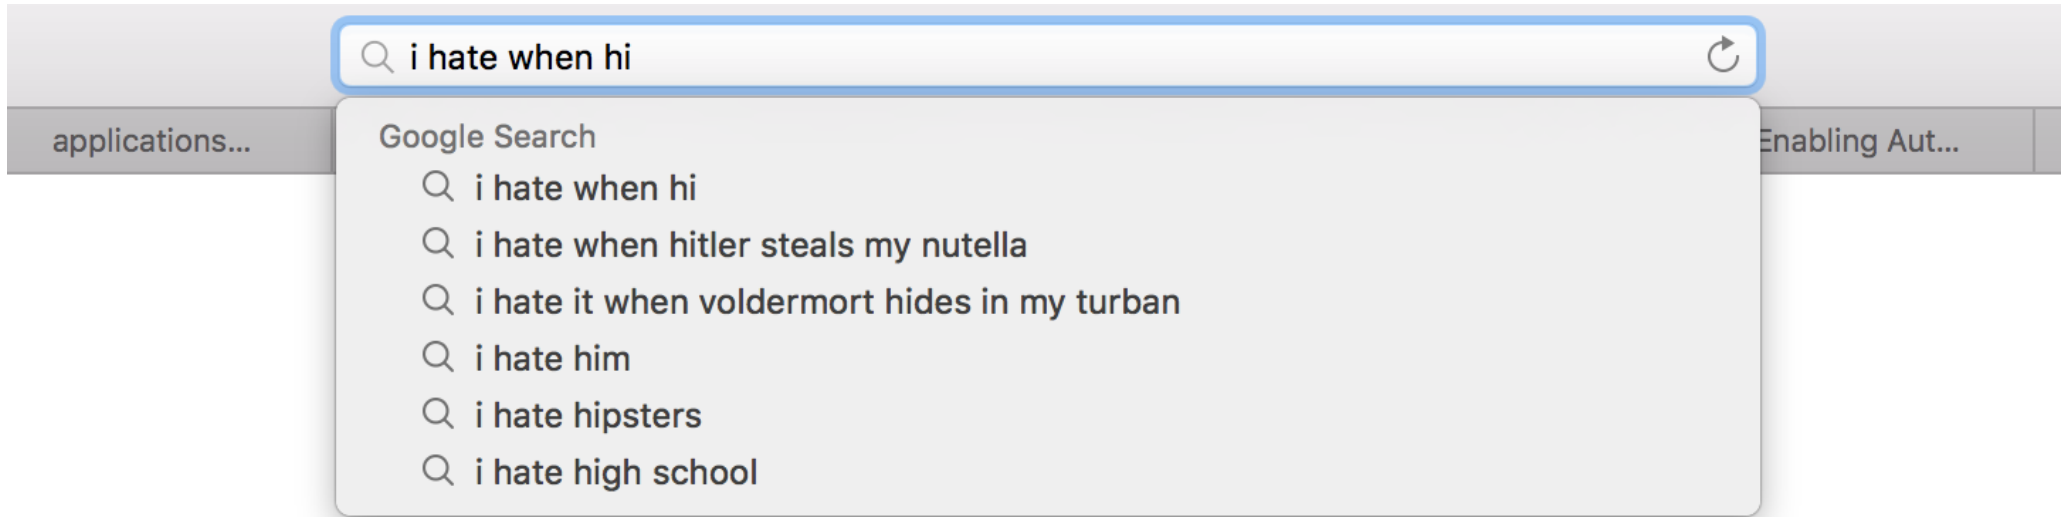 i hate when hi
applications...
Enabling Aut...
Google Search
i hate when hi
i hate when hitler steals my nutella
i hate it when voldermort hides in my turban
i hate him
i hate hipsters
i hate high school